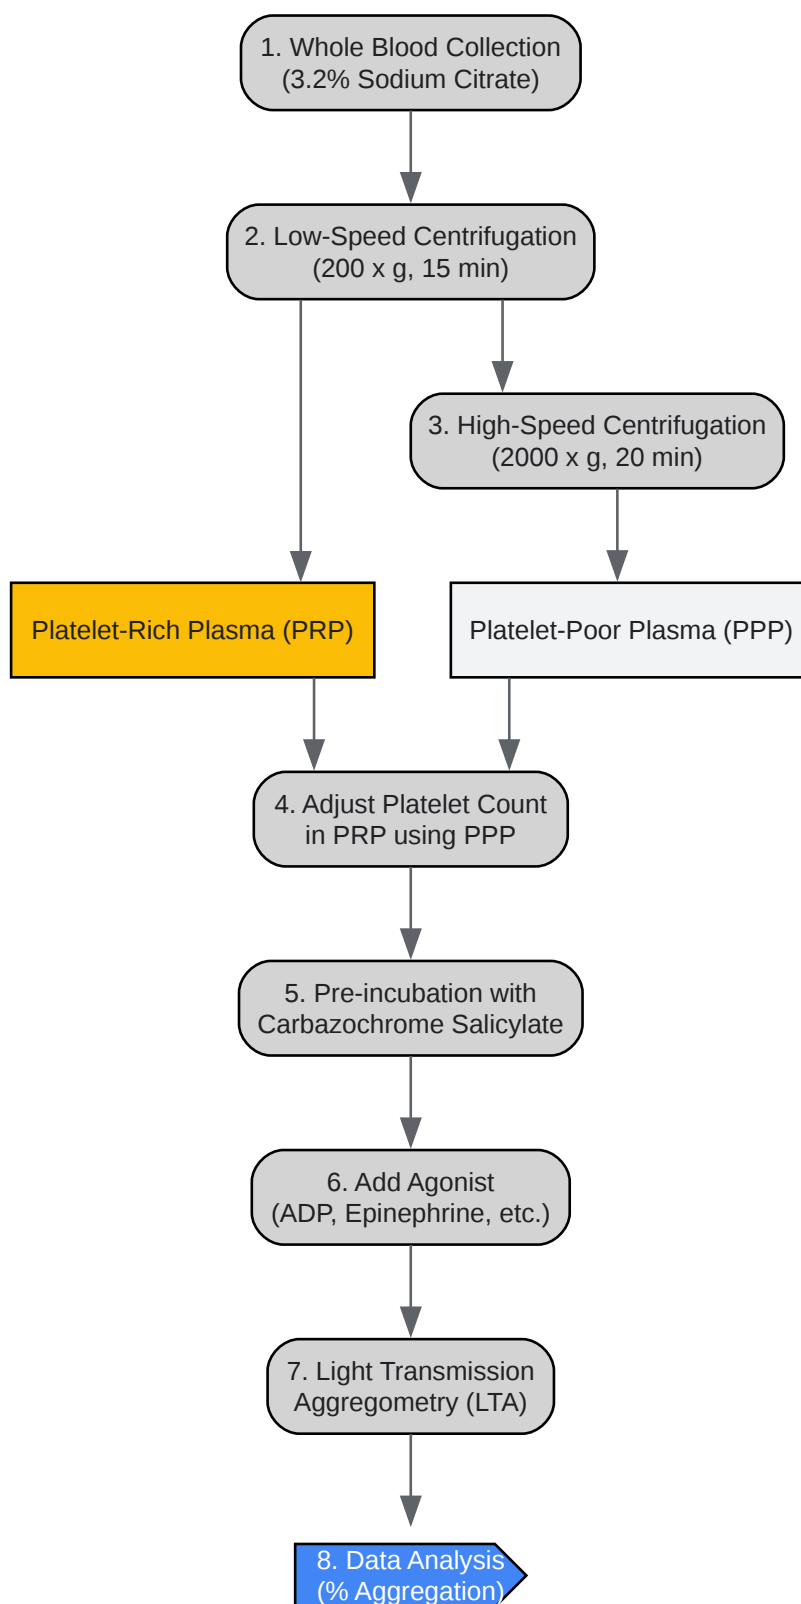 1. Whole Blood Collection
(3.2% Sodium Citrate)
2. Low-Speed Centrifugation
(200 x g, 15 min)
3. High-Speed Centrifugation
(2000 x g, 20 min)
Platelet-Rich Plasma (PRP)
Platelet-Poor Plasma (PPP)
4. Adjust Platelet Count
in PRP using PPP
5. Pre-incubation with
Carbazochrome Salicylate
6. Add Agonist
(ADP, Epinephrine, etc.)
7. Light Transmission
Aggregometry (LTA)
8. Data Analysis
(% Aggregation)